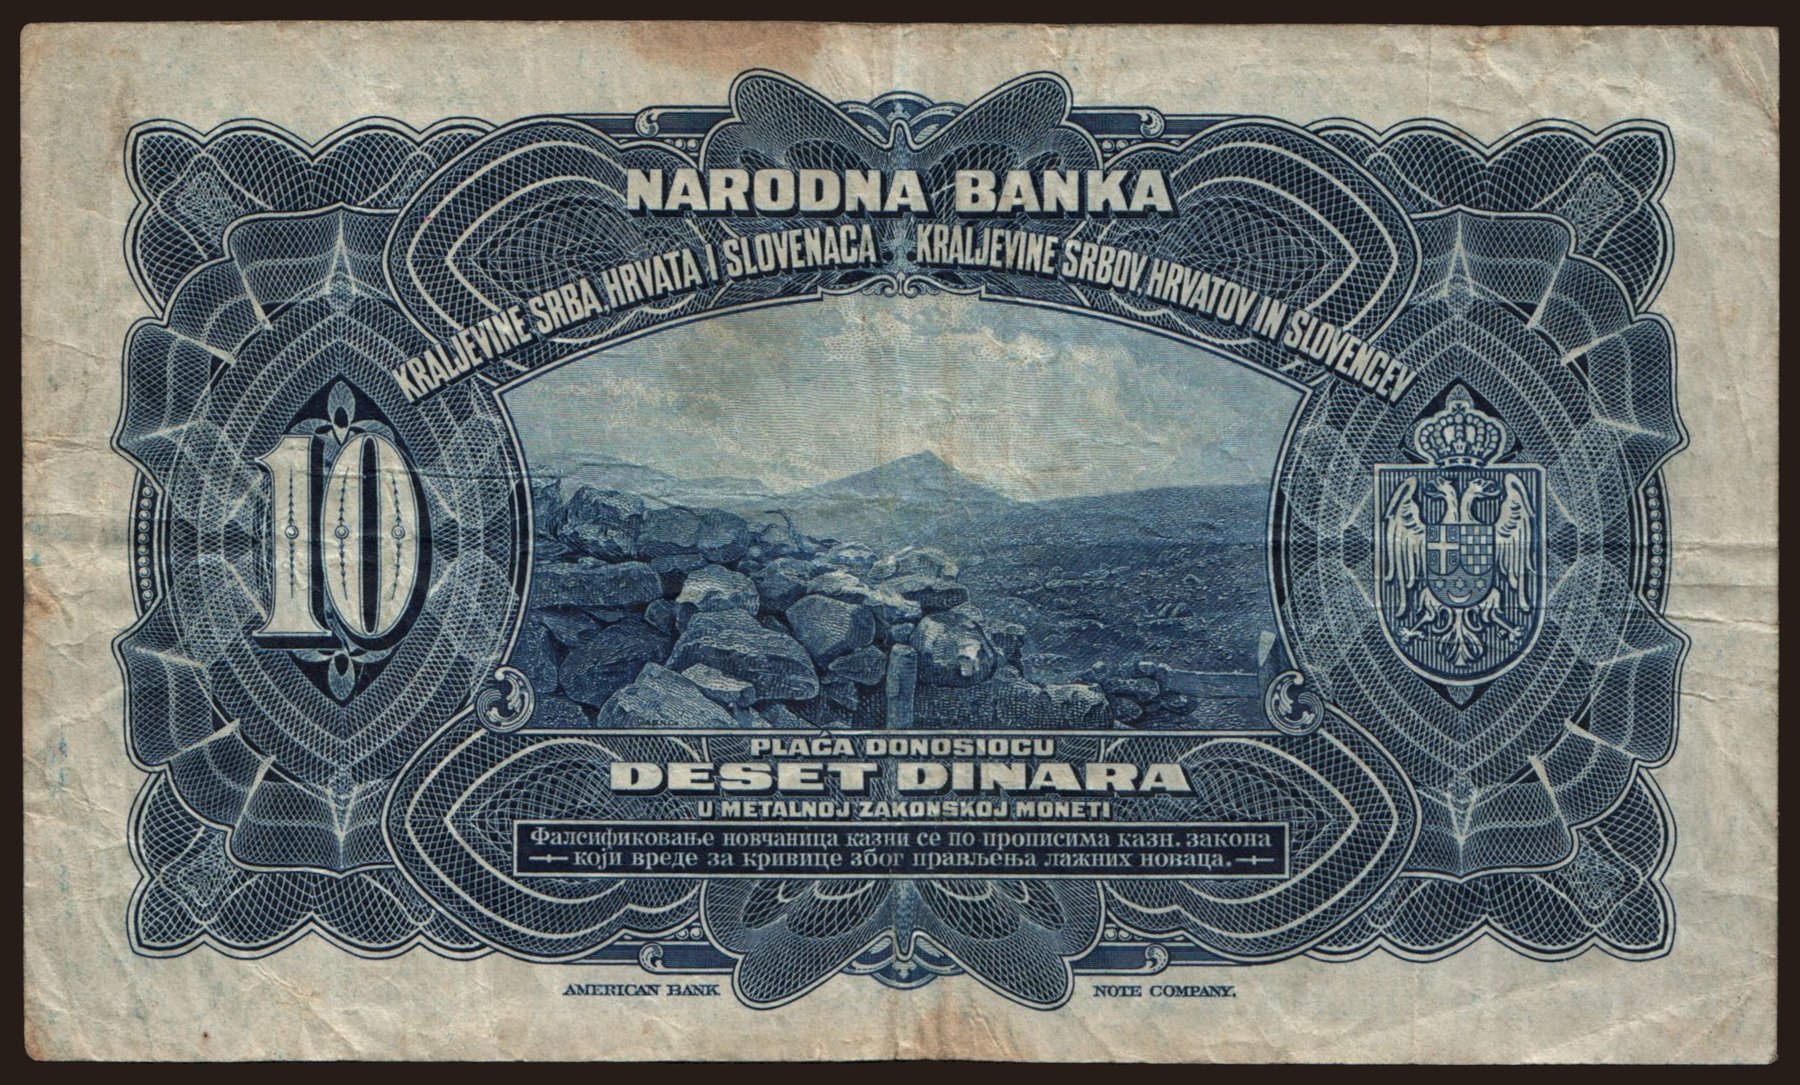 NARODNA BANKA
KRALJEVINE SRBA, HRVATA I SLOVENACA · KRALJEVINE SRBOV, HRVATOV IN SLOVENCEV
10
PLAĆA DONOSIOCU
DESET DINARA
U METALNOJ ZAKONSKOJ MONETI
Фалсификовање новчаница казни се по прописима казн. закона
који вреде за кривице због прављења лажних новаца.
AMERICAN BANK NOTE COMPANY.